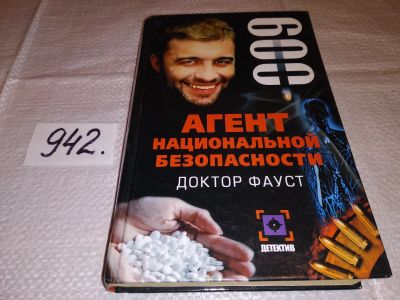 942.
009
АГЕНТ
НАЦИОНАЛЬНОЙ
БЕЗОПАСНОСТИ
ДОКТОР ФАУСТ
ДЕТЕКТИВ